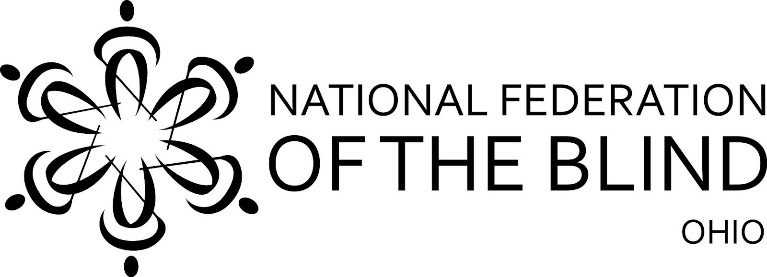 NATIONAL FEDERATION
OF THE BLIND
OHIO